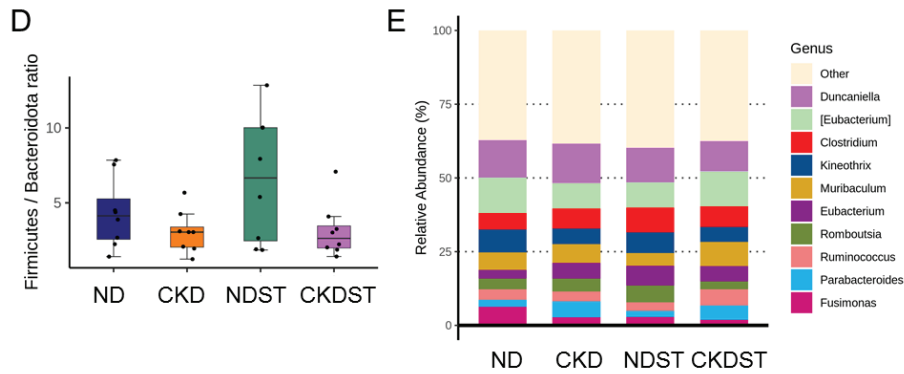 D
Firmicutes / Bacteroidota ratio
10
5
ND CKD NDST CKDST
E
Relative Abundance (%)
100
75
50
25
0
ND CKD NDST CKDST
Genus
Other
Duncaniella
[Eubacterium]
Clostridium
Kineothrix
Muribaculum
Eubacterium
Romboutsia
Ruminococcus
Parabacteroides
Fusimonas